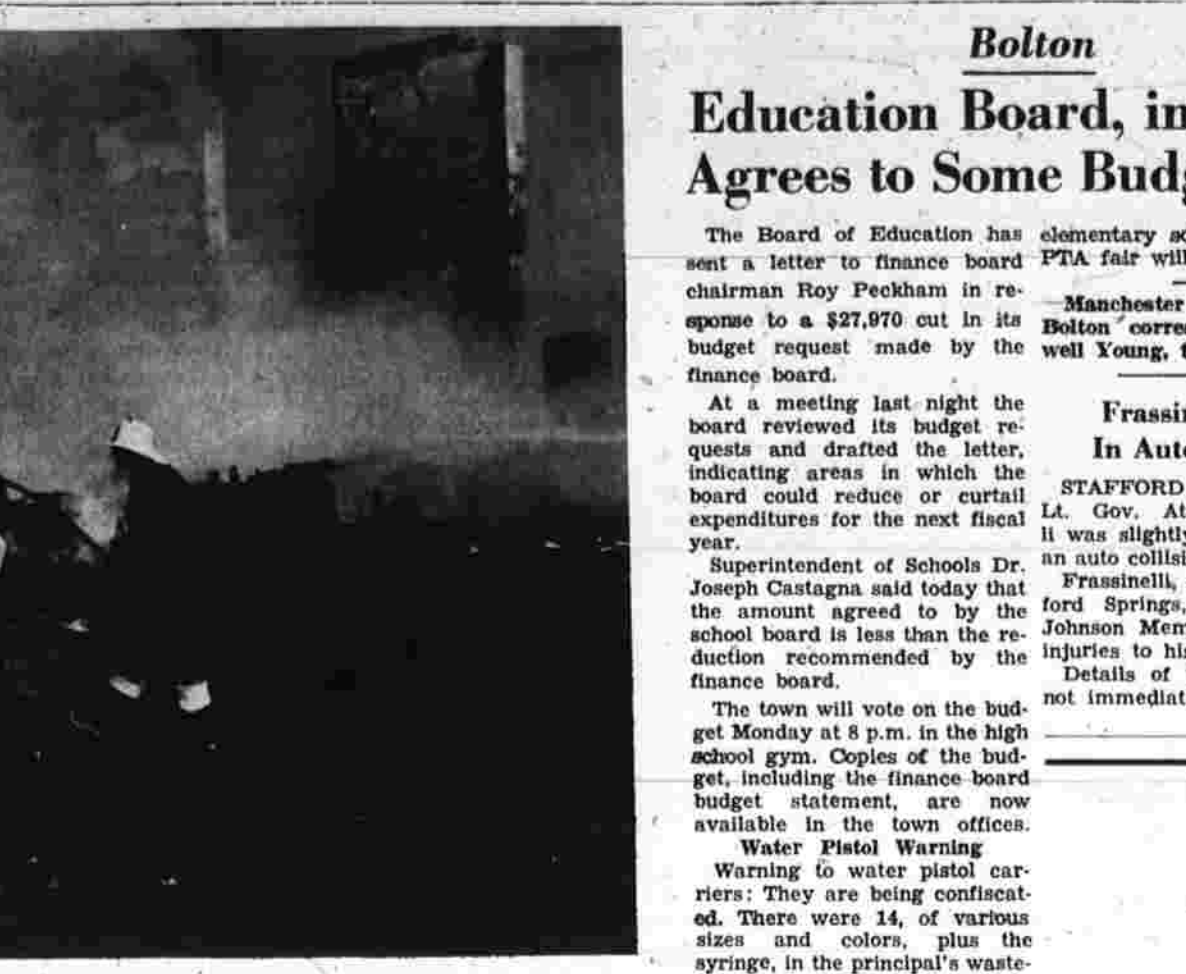 Bolton
Education Board, in
Agrees to Some Budg
The Board of Education has
sent a letter to finance board
chairman Roy Peckham in re-
sponse to a $27,970 cut in its
budget request made by the
finance board.
At a meeting last night the
board reviewed its budget re-
quests and drafted the letter,
indicating areas in which the
board could reduce or curtail
expenditures for the next fiscal
year.
Superintendent of Schools Dr.
Joseph Castagna said today that
the amount agreed to by the
school board is less than the re-
duction recommended by the
finance board.
The town will vote on the bud-
get Monday at 8 p.m. in the high
school gym. Copies of the bud-
get, including the finance board
budget statement, are now
available in the town offices.
Water Pistol Warning
Warning to water pistol car-
riers: They are being confiscat-
ed. There were 14, of various
sizes and colors, plus the
syringe, in the principal's waste-
elementary sc
PTA fair will
Manchester
Bolton corre
well Young, t
Frassin
In Auto
STAFFORD
Lt. Gov. At
li was slightly
an auto collisi
Frassinelli,
ford Springs,
Johnson Mem
injuries to his
Details of
not immediat